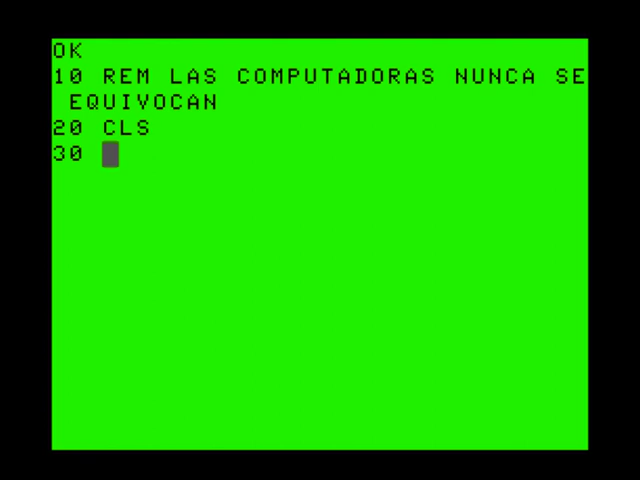 OK
10 REM LAS COMPUTADORAS NUNCA SE
EQUIVOCAN
20 CLS
30